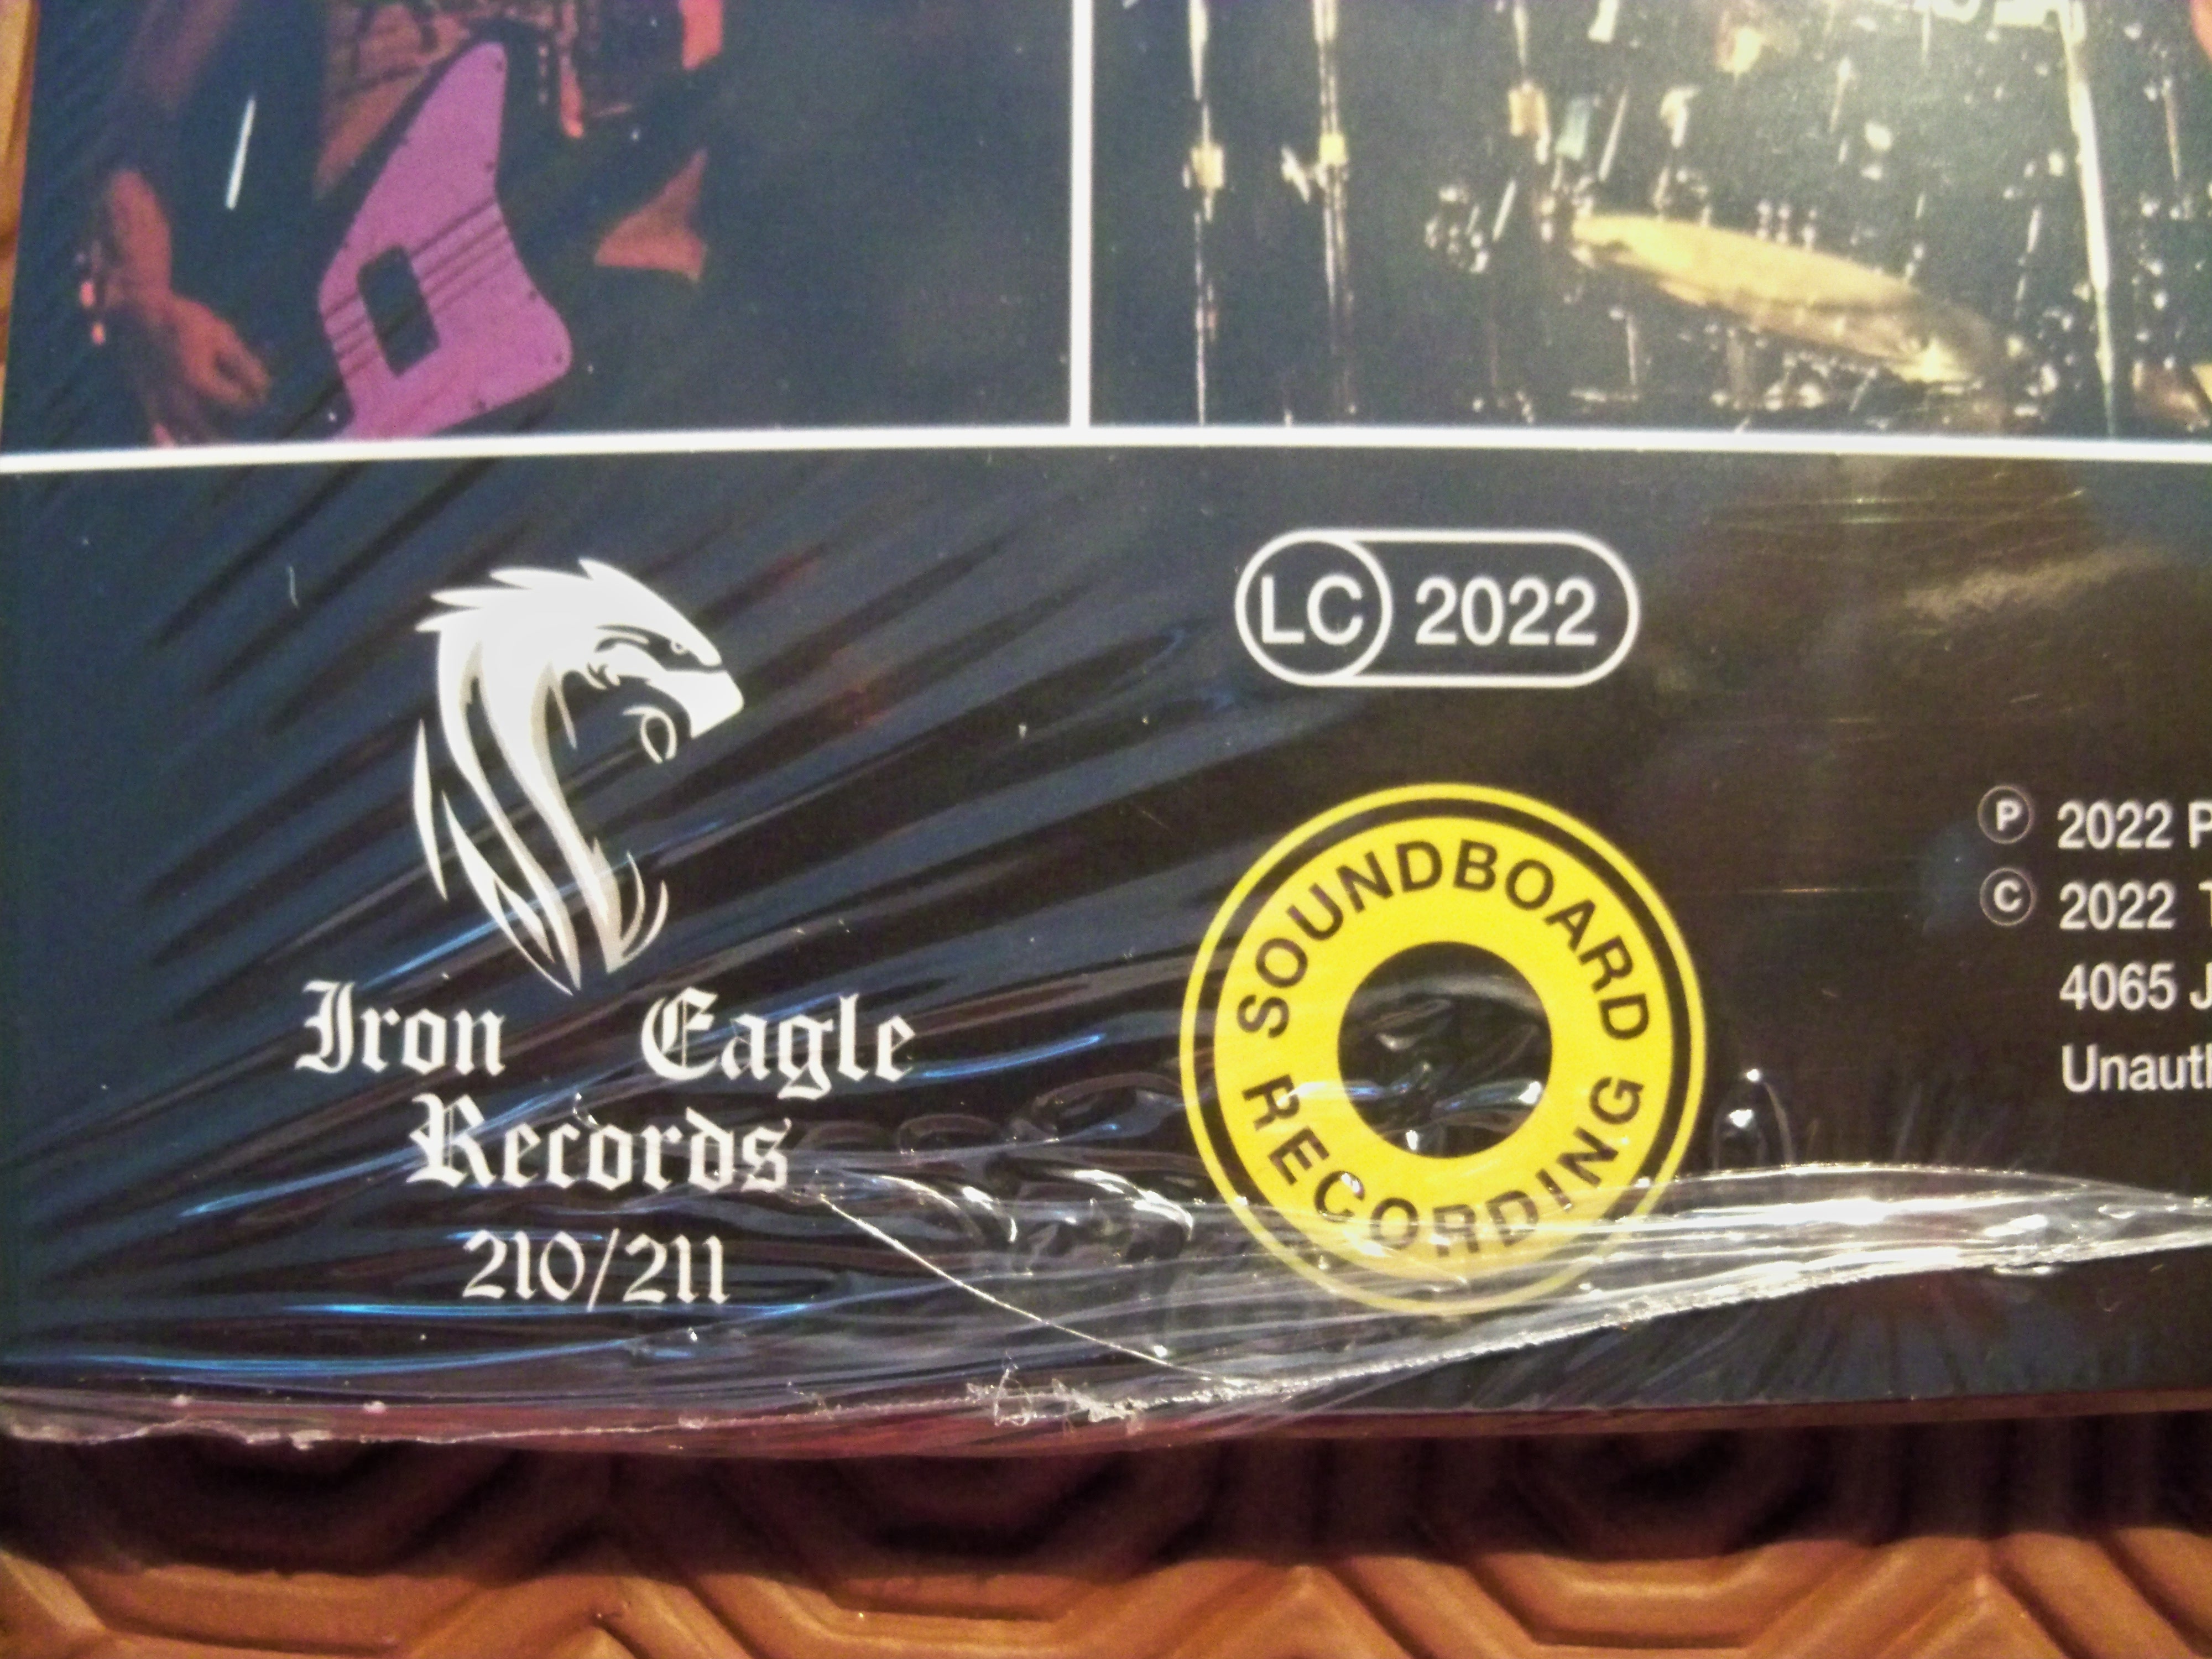 LC 2022
Iron Eagle
Records
210/211
SOUNDBOARD
RECORDING
Ⓟ 2022
Ⓒ 2022
4065